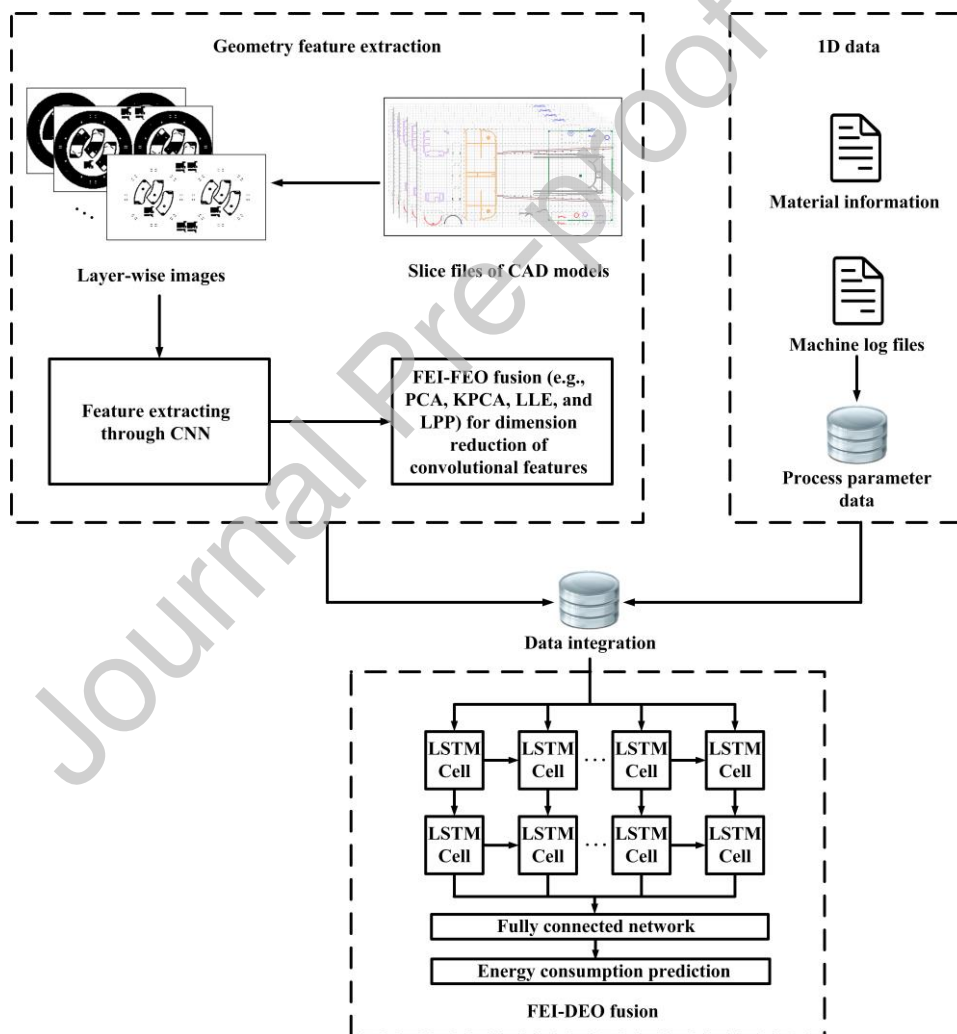 Geometry feature extraction
Layer-wise images
Slice files of CAD models
Feature extracting
through CNN
FEI-FEO fusion (e.g.,
PCA, KPCA, LLE, and
LPP) for dimension
reduction of
convolutional features
1D data
Material information
Machine log files
Process parameter
data
Data integration
LSTM
Cell
LSTM
Cell
...
LSTM
Cell
LSTM
Cell
LSTM
Cell
LSTM
Cell
...
LSTM
Cell
LSTM
Cell
Fully connected network
Energy consumption prediction
FEI-DEO fusion
Journal Pre-proof